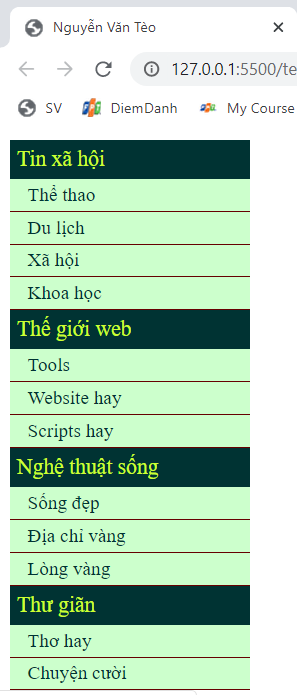 Nguyễn Văn Tèo
127.0.0.1:5500/te
SV DiemDanh My Course
Tin xã hội
Thể thao
Du lịch
Xã hội
Khoa học
Thế giới web
Tools
Website hay
Scripts hay
Nghệ thuật sống
Sống đẹp
Địa chỉ vàng
Lòng vàng
Thư giãn
Thơ hay
Chuyện cười